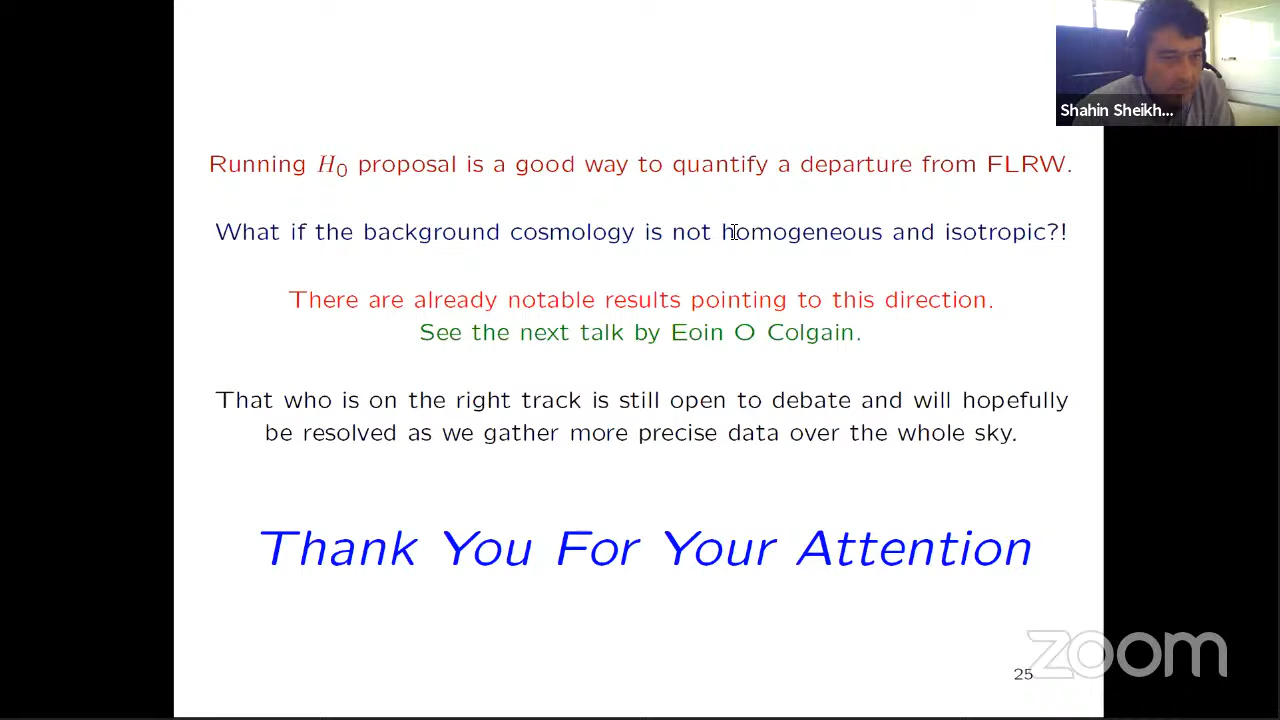 Shahin Sheikh...
Running H0 proposal is a good way to quantify a departure from FLRW.
What if the background cosmology is not homogeneous and isotropic?!
There are already notable results pointing to this direction.
See the next talk by Eoin O Colgain.
That who is on the right track is still open to debate and will hopefully
be resolved as we gather more precise data over the whole sky.
Thank You For Your Attention
zoom
25